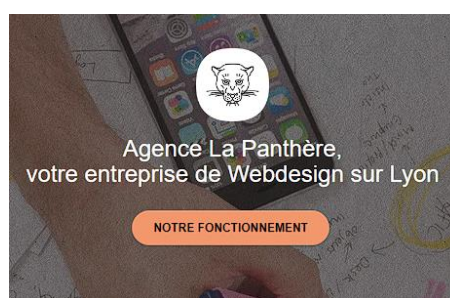 Agence La Panthère,
votre entreprise de Webdesign sur Lyon
NOTRE FONCTIONNEMENT